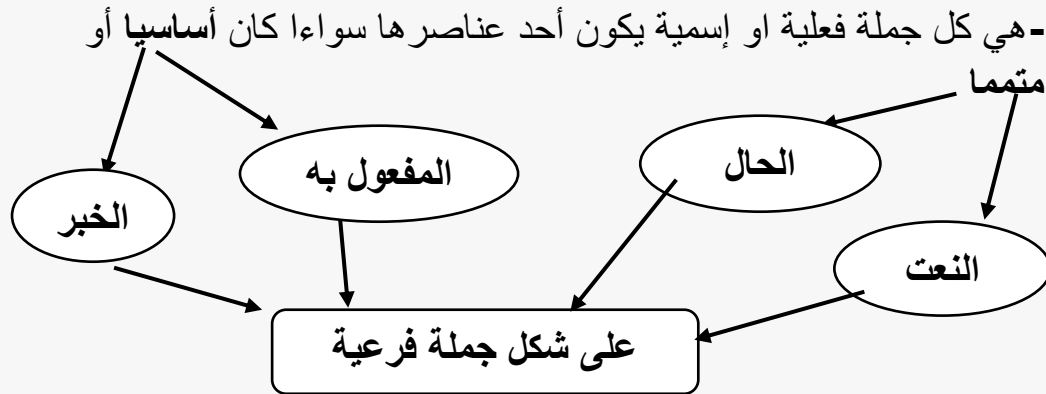 -هي كل جملة فعلية او إسمية يكون أحد عناصرها سواءا كان أساسيا أو
متمما
الحال
المفعول به
الخبر
النعت
على شكل جملة فرعية